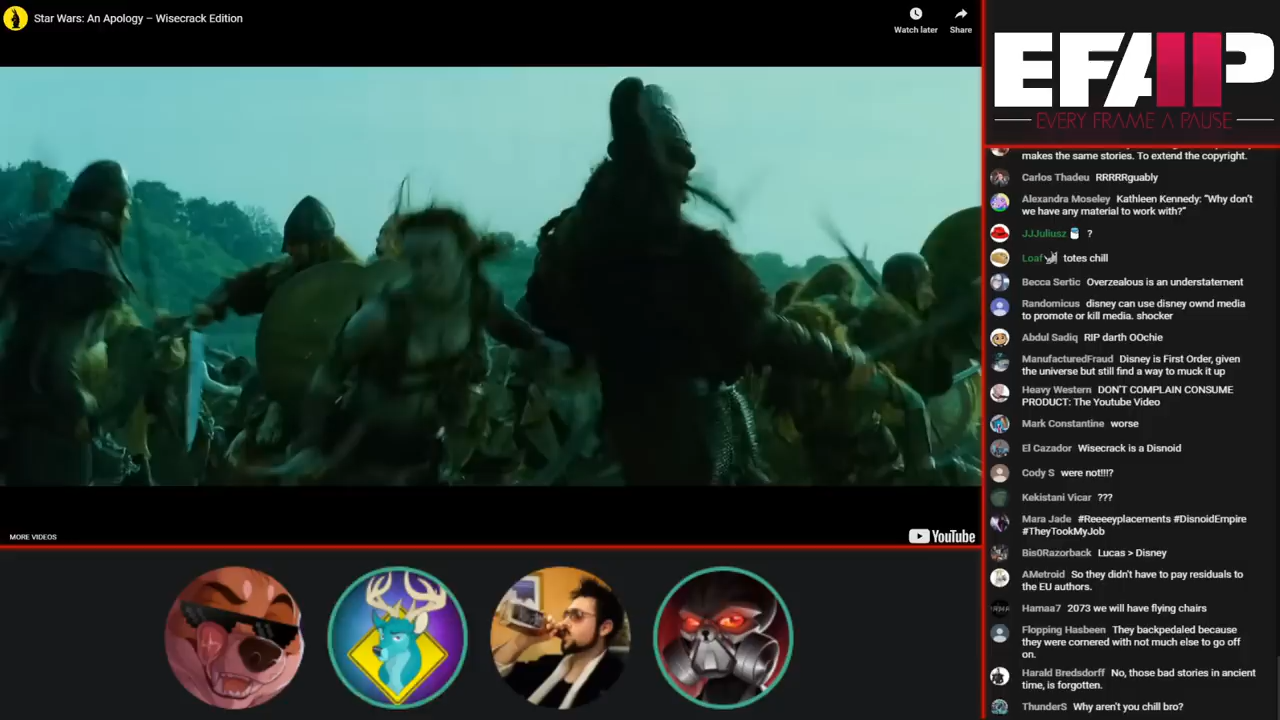 Star Wars: An Apology – Wisecrack Edition
Watch later
Share
MORE VIDEOS
YouTube
EFAP
EVERY FRAME A PAUSE
makes the same stories. To extend the copyright.
Carlos Thadeu RRRRRguably
Alexandra Moseley Kathleen Kennedy: "Why don't
we have any material to work with?"
JJJuliusz ?
Loaf totes chill
Becca Sertic Overzealous is an understatement
Randomicus disney can use disney ownd media
to promote or kill media. shocker
Abdul Sadiq RIP darth OOchie
ManufacturedFraud Disney is First Order, given
the universe but still find a way to muck it up
Heavy Western DON'T COMPLAIN CONSUME
PRODUCT: The Youtube Video
Mark Constantine worse
El Cazador Wisecrack is a Disnoid
Cody S were not!!!?
Kekistani Vicar ???
Mara Jade #Reeeeyplacements #DisnoidEmpire
#TheyTookMyJob
Bis0Razorback Lucas > Disney
AMetroid So they didn't have to pay residuals to
the EU authors.
Hamaa7 2073 we will have flying chairs
Flopping Hasbeen They backpedaled because
they were cornered with not much else to go off
on.
Harald Bredsdorff No, those bad stories in ancient
time, is forgotten.
ThunderS Why aren't you chill bro?